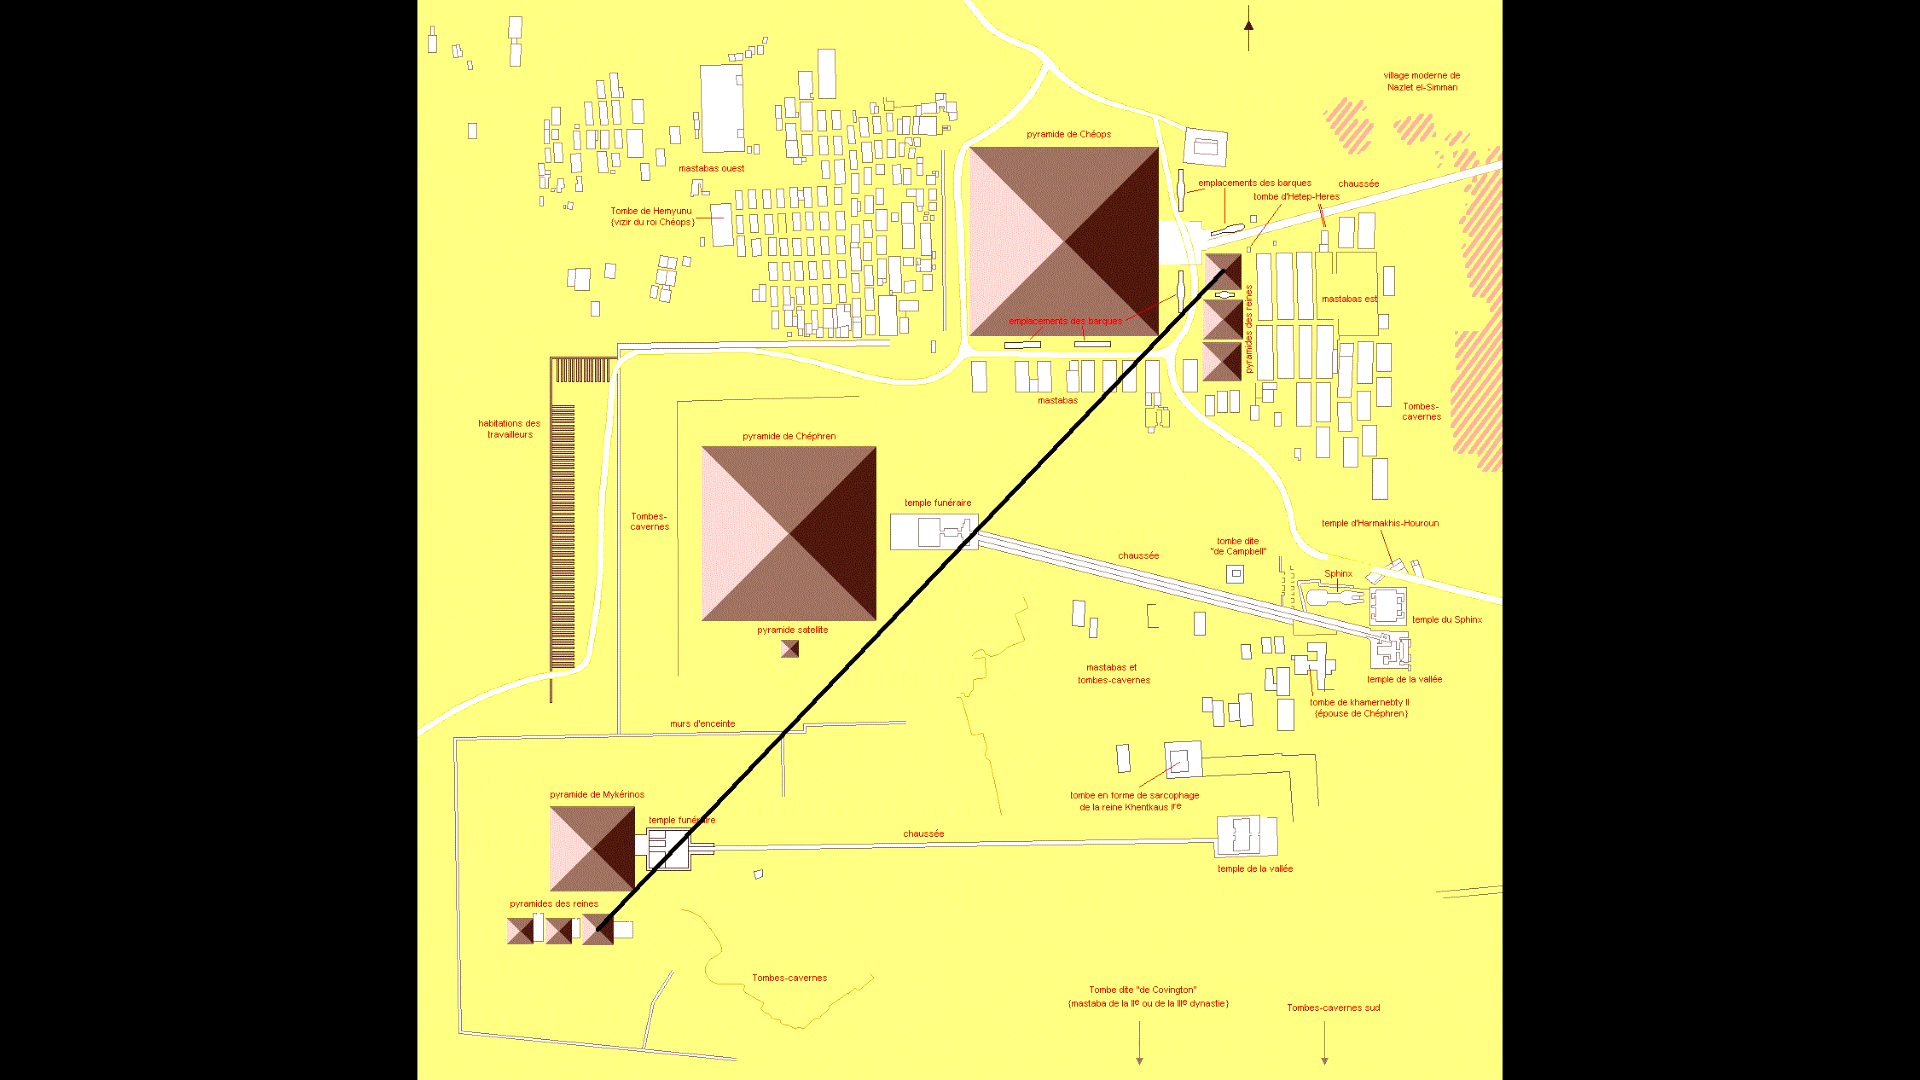 village moderne de
Nazlet el-Simman
pyramide de Chéops
mastabas ouest
emplacements des barques
chaussée
tombe d'Hetep-Heres
Tombe de Hemyunu
(vizir du roi Chéops)
mastabas est
pyramides des reines
emplacements des barques
mastabas
Tombes-
cavernes
habitations des
travailleurs
pyramide de Chéphren
temple funéraire
Tombes-
cavernes
temple d'Harmakhis-Houroun
tombe dite
"de Campbell"
chaussée
Sphinx
temple du Sphinx
pyramide satellite
mastabas et
tombes-cavernes
temple de la vallée
tombe de khamernebty II
(épouse de Chéphren)
murs d'enceinte
pyramide de Mykérinos
tombe en forme de sarcophage
de la reine Khentkaus Ire
temple funéraire
chaussée
temple de la vallée
pyramides des reines
Tombes-cavernes
Tombe dite "de Covington"
(mastaba de la IIe ou de la IIIe dynastie)
Tombes-cavernes sud